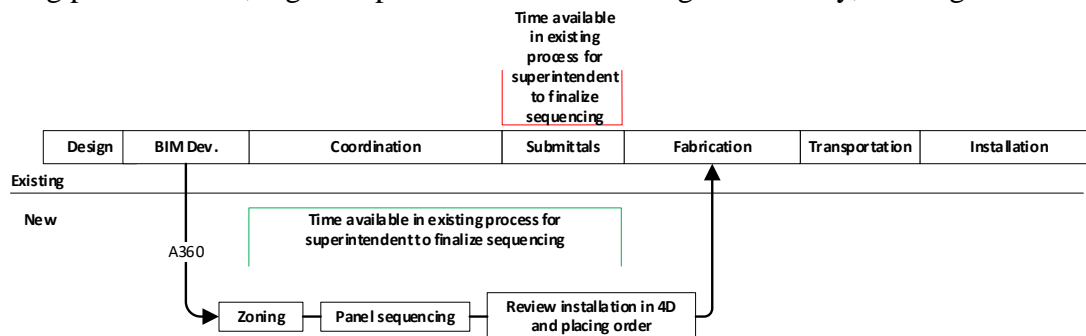 Time available
in existing
process for
superintendent
to finalize
sequencing
Design BIM Dev. Coordination Submittals Fabrication Transportation Installation
Existing
New
Time available in existing process for
superintendent to finalize sequencing
A360
Zoning
Panel sequencing
Review installation in 4D
and placing order